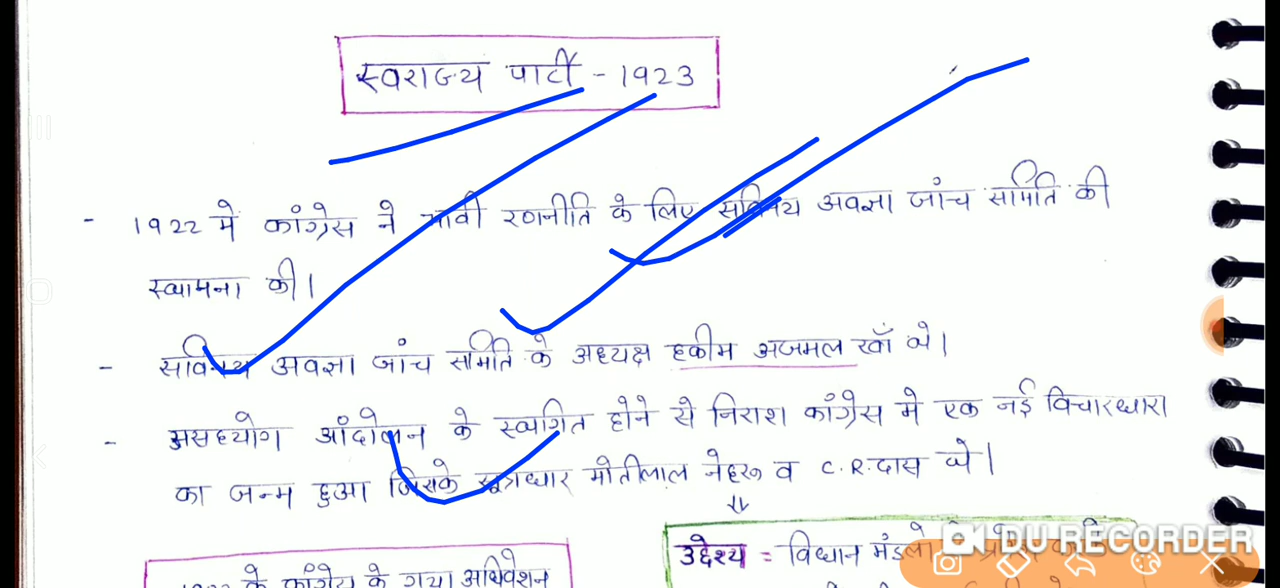 स्वराज्य पार्टी - 1923
- 1922 में कांग्रेस ने भावी रणनीति के लिए सविनय अवज्ञा जांच समिति की
स्थापना की।
- सविनय अवज्ञा जांच समिति के अध्यक्ष हकीम अजमल खाँ थे।
- असहयोग आंदोलन के स्थगित होने से निराश कांग्रेस मे एक नई विचारधारा
का जन्म हुआ जिसके सूत्रधार मोतीलाल नेहरू व C.R.दास थे।
उद्देश्य = विधान मंडलो
1922 के कांग्रेस के गया अधिवेशन
DU RECORDER